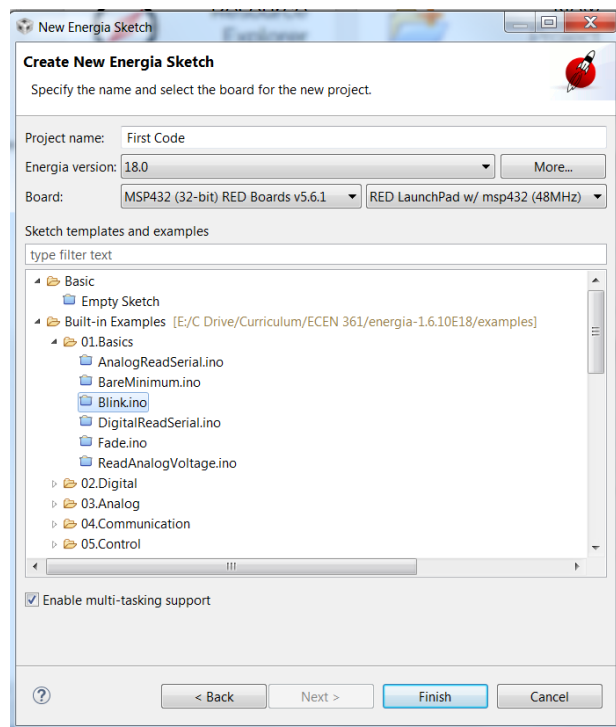 New Energia Sketch
Create New Energia Sketch
Specify the name and select the board for the new project.
Project name: First Code
Energia version: 18.0 More...
Board: MSP432 (32-bit) RED Boards v5.6.1 RED LaunchPad w/ msp432 (48MHz)
Sketch templates and examples
type filter text
Basic
Empty Sketch
Built-in Examples [E:/C Drive/Curriculum/ECEN 361/energia-1.6.10E18/examples]
01.Basics
AnalogReadSerial.ino
BareMinimum.ino
Blink.ino
DigitalReadSerial.ino
Fade.ino
ReadAnalogVoltage.ino
02.Digital
03.Analog
04.Communication
05.Control
Enable multi-tasking support
? < Back Next > Finish Cancel